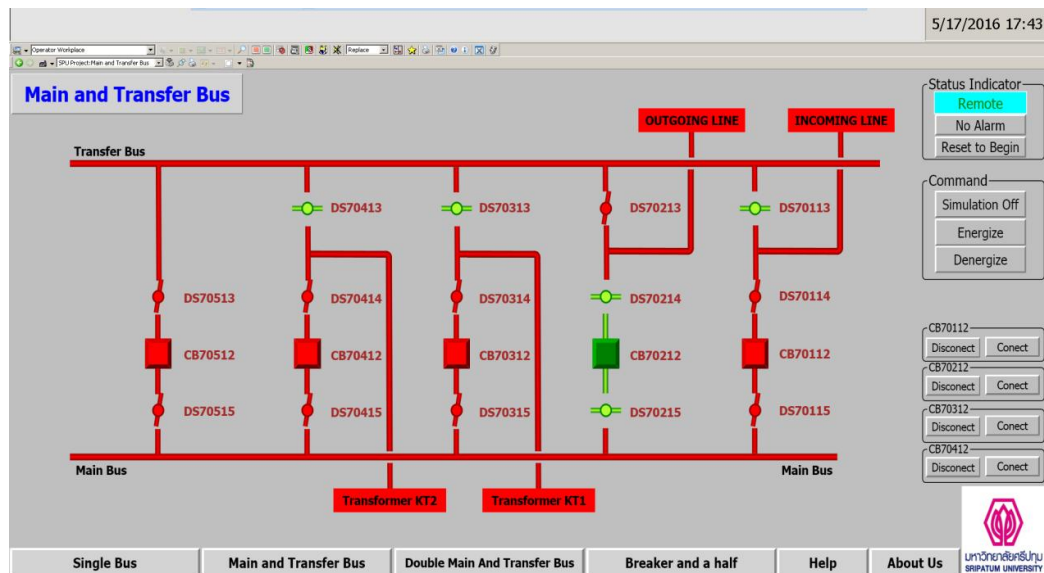 5/17/2016 17:43
Operator Workplace
Replace
SPU Project:Main and Transfer Bus
Main and Transfer Bus
Status Indicator
Remote
No Alarm
Reset to Begin
OUTGOING LINE
INCOMING LINE
Transfer Bus
Command
Simulation Off
Energize
Denergize
DS70413
DS70313
DS70213
DS70113
DS70513
DS70414
DS70314
DS70214
DS70114
CB70512
CB70412
CB70312
CB70212
CB70112
DS70515
DS70415
DS70315
DS70215
DS70115
CB70112
Disconect
Conect
CB70212
Disconect
Conect
CB70312
Disconect
Conect
CB70412
Disconect
Conect
Main Bus
Main Bus
Transformer KT2
Transformer KT1
มหาวิทยาลัยศรีปทุม
SRIPATUM UNIVERSITY
Single Bus
Main and Transfer Bus
Double Main And Transfer Bus
Breaker and a half
Help
About Us